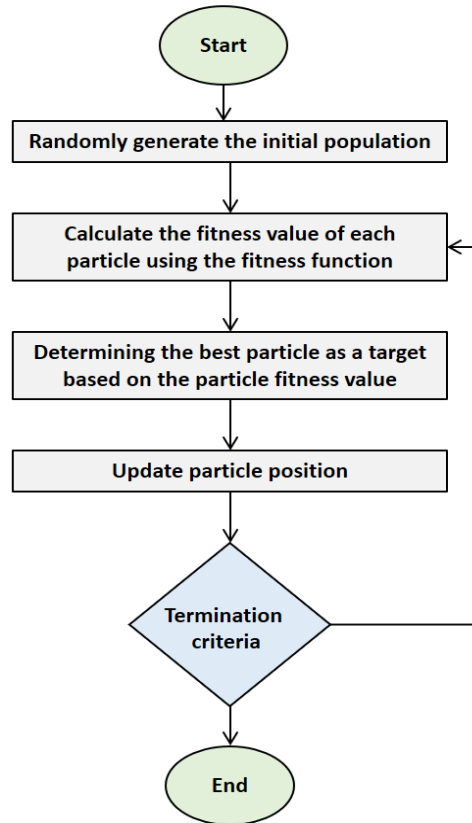 Start
Randomly generate the initial population
Calculate the fitness value of each
particle using the fitness function
Determining the best particle as a target
based on the particle fitness value
Update particle position
Termination
criteria
End